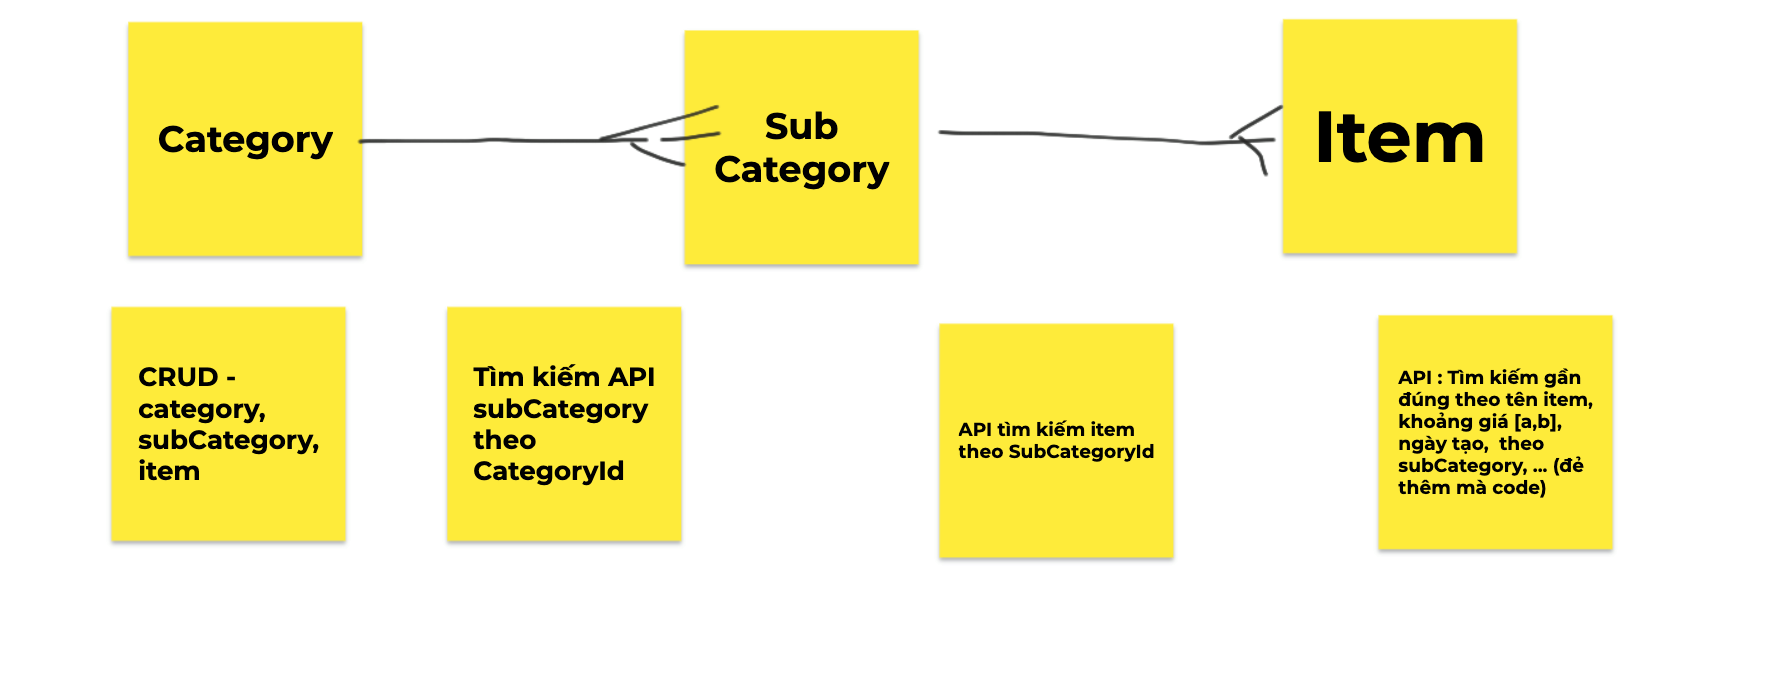 Category
Sub
Category
Item
CRUD -
category,
subCategory,
item
Tìm kiếm API
subCategory
theo
CategoryId
API tìm kiếm item
theo SubCategoryId
API : Tìm kiếm gần
đúng theo tên item,
khoảng giá [a,b],
ngày tạo,  theo
subCategory, ... (đẻ
thêm mà code)